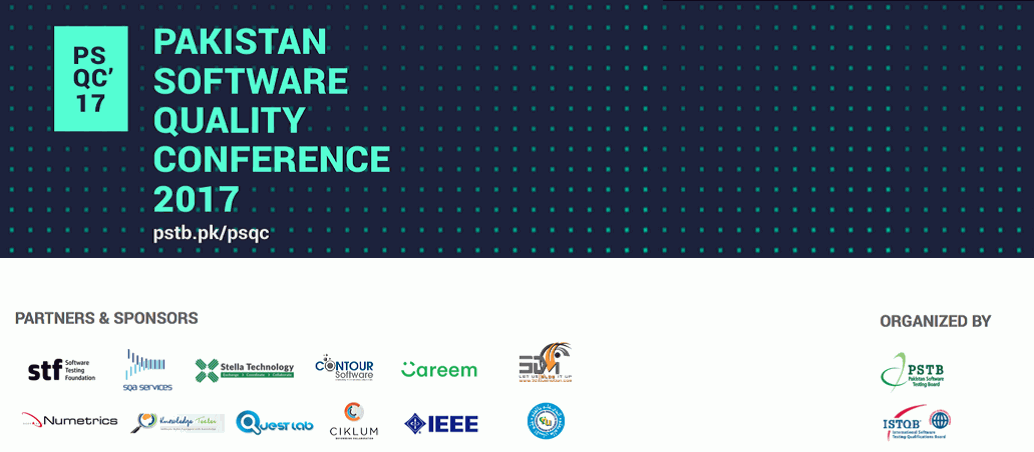 PS
QC’
17
PAKISTAN
SOFTWARE
QUALITY
CONFERENCE
2017
pstb.pk/psqc
PARTNERS & SPONSORS
ORGANIZED BY
stf Software
Testing
Foundation
sqa services
Stella Technology
CONTOUR
Software
Careem
PSTB
Pakistan Software
Testing Board
Numetrics
Knowledge Tester
Quest Lab
CIKLUM
IEEE
ISTQB
International Software
Testing Qualifications Board